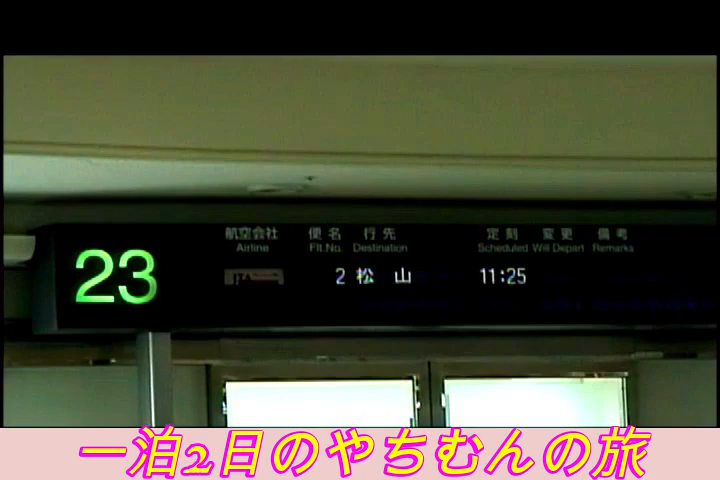 23
航空会社 便名 行先 定刻 変更 備考
Airline Flt.No. Destination Scheduled Will Depart Remarks
JTA 2 松山 11:25
一泊2日のやちむんの旅